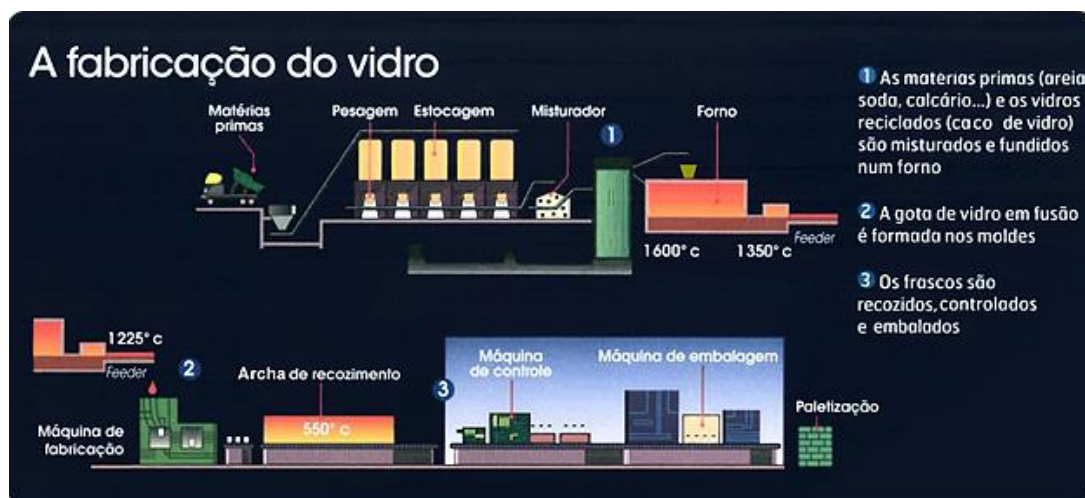 A fabricação do vidro
Matérias
primas
Pesagem
Estocagem
Misturador
1
Forno
1600° c
1350° c
Feeder
1 As materias primas (areia
soda, calcário...) e os vidros
reciclados (caco de vidro)
são misturados e fundidos
num forno
2 A gota de vidro em fusão
é formada nos moldes
3 Os frascos são
recozidos, controlados
e embalados
1225° c
Feeder
2
Máquina de
fabricação
Archa de recozimento
550° c
3
Máquina
de controle
Máquina de embalagem
Paletização